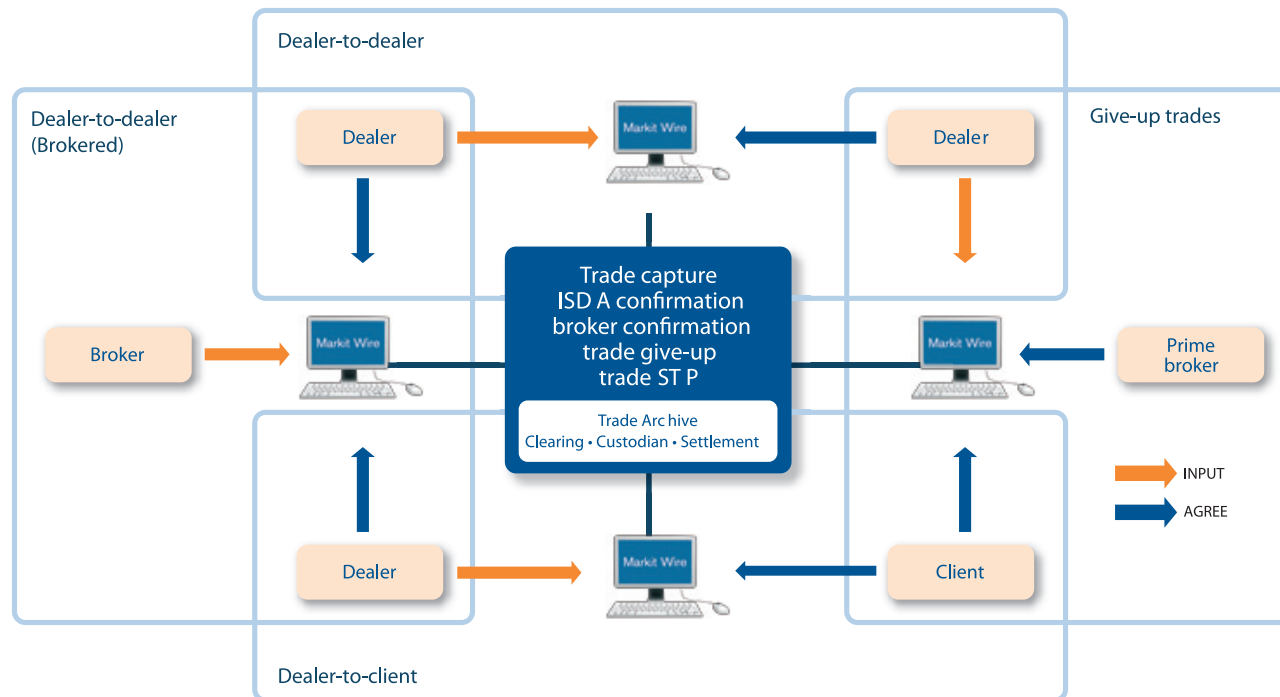 Dealer-to-dealer
Dealer-to-dealer
(Brokered)
Give-up trades
Dealer
Markit Wire
Dealer
Trade capture
ISD A confirmation
broker confirmation
trade give-up
trade ST P
Trade Arc hive
Clearing • Custodian • Settlement
Broker
Markit Wire
Markit Wire
Prime
broker
INPUT
AGREE
Dealer
Markit Wire
Client
Dealer-to-client